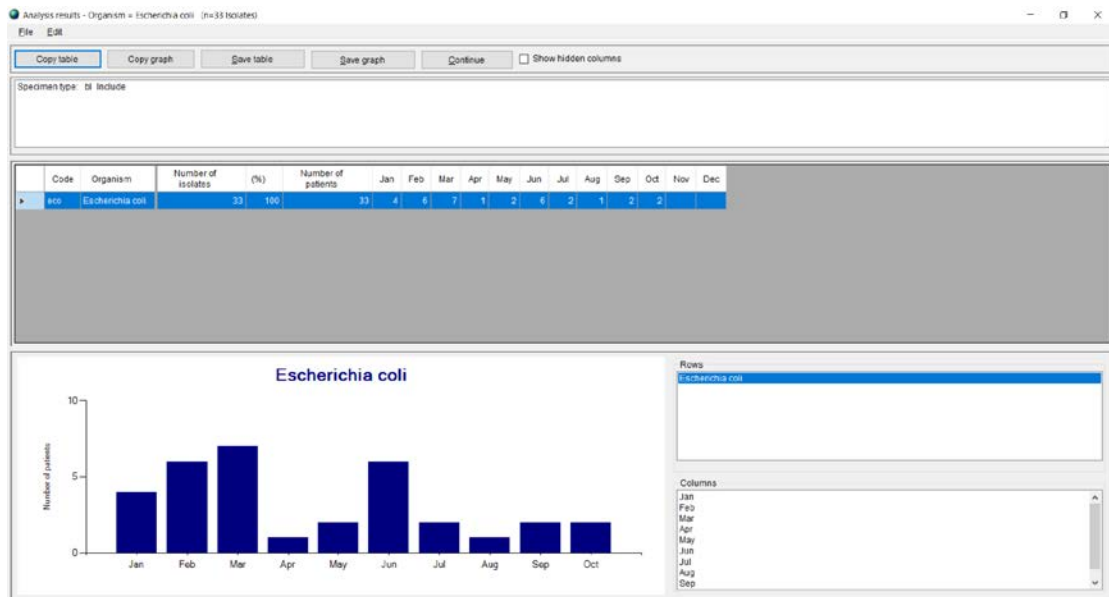 Analysis results - Organism = Escherichia coli (n=33 Isolates)
File Edit
Copy table Copy graph Save table Save graph Continue Show hidden columns
Specimen type: bl Include
Code Organism Number of isolates (%) Number of patients Jan Feb Mar Apr May Jun Jul Aug Sep Oct Nov Dec
eco Escherichia coli 33 100 33 4 6 7 1 2 6 2 1 2 2
Escherichia coli
10
5
0
Number of patients
Jan Feb Mar Apr May Jun Jul Aug Sep Oct
Rows
Escherichia coli
Columns
Jan
Feb
Mar
Apr
May
Jun
Jul
Aug
Sep